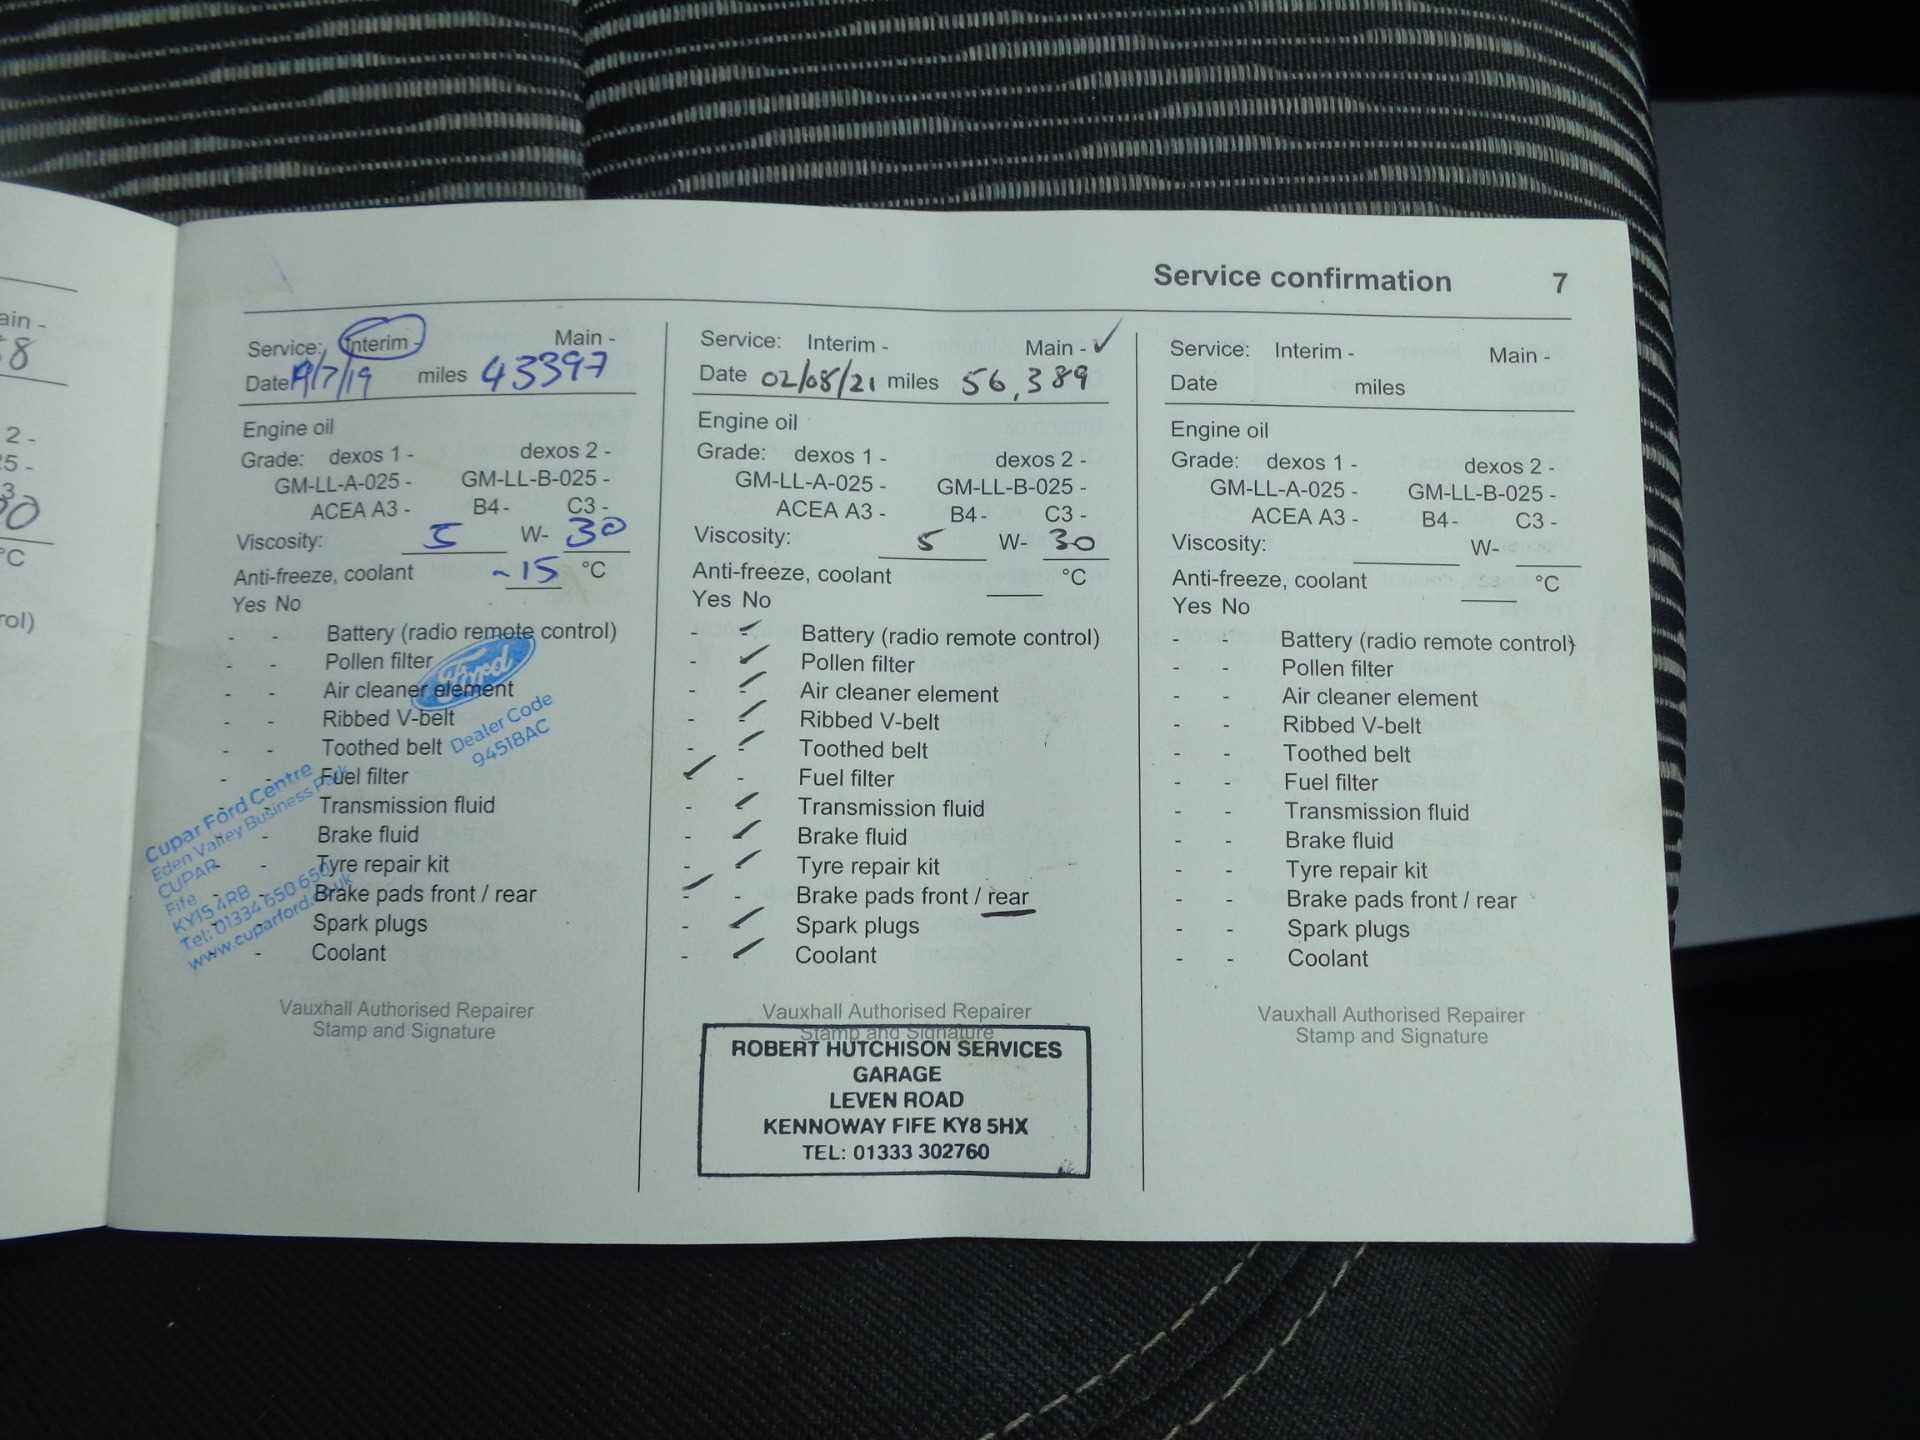 ain -
58
2 -
25 -
3
30
°C
rol)
Service confirmation 7
Service: Interim - Main -
Date /7/19 miles 43397
Engine oil
Grade: dexos 1 - dexos 2 -
GM-LL-A-025 - GM-LL-B-025 -
ACEA A3 - B4 - C3 -
Viscosity: 5 W- 30
Anti-freeze, coolant -15 °C
Yes No
- - Battery (radio remote control)
- - Pollen filter
- - Air cleaner element
- - Ribbed V-belt
- - Toothed belt
- - Fuel filter
- Transmission fluid
- Brake fluid
- Tyre repair kit
- - Brake pads front / rear
Spark plugs
- Coolant
Ford
Dealer Code
94518AC
Cupar Ford Centre
Eden Valley Business Park
CUPAR
Fife
KY15 4RB
Tel: 01334 650 650
www.cuparford.co.uk
Vauxhall Authorised Repairer
Stamp and Signature
Service: Interim - Main - ✓
Date 02/08/21 miles 56,389
Engine oil
Grade: dexos 1 - dexos 2 -
GM-LL-A-025 - GM-LL-B-025 -
ACEA A3 - B4 - C3 -
Viscosity: 5 W- 30
Anti-freeze, coolant °C
Yes No
- ✓ Battery (radio remote control)
- ✓ Pollen filter
- ✓ Air cleaner element
- ✓ Ribbed V-belt
- ✓ Toothed belt
✓ - Fuel filter
- ✓ Transmission fluid
- ✓ Brake fluid
- ✓ Tyre repair kit
✓ - Brake pads front / rear
- ✓ Spark plugs
- ✓ Coolant
Vauxhall Authorised Repairer
Stamp and Signature
ROBERT HUTCHISON SERVICES
GARAGE
LEVEN ROAD
KENNOWAY FIFE KY8 5HX
TEL: 01333 302760
Service: Interim - Main -
Date miles
Engine oil
Grade: dexos 1 - dexos 2 -
GM-LL-A-025 - GM-LL-B-025 -
ACEA A3 - B4 - C3 -
Viscosity: W-
Anti-freeze, coolant °C
Yes No
- - Battery (radio remote control)
- - Pollen filter
- - Air cleaner element
- - Ribbed V-belt
- - Toothed belt
- - Fuel filter
- - Transmission fluid
- - Brake fluid
- - Tyre repair kit
- - Brake pads front / rear
- - Spark plugs
- - Coolant
Vauxhall Authorised Repairer
Stamp and Signature